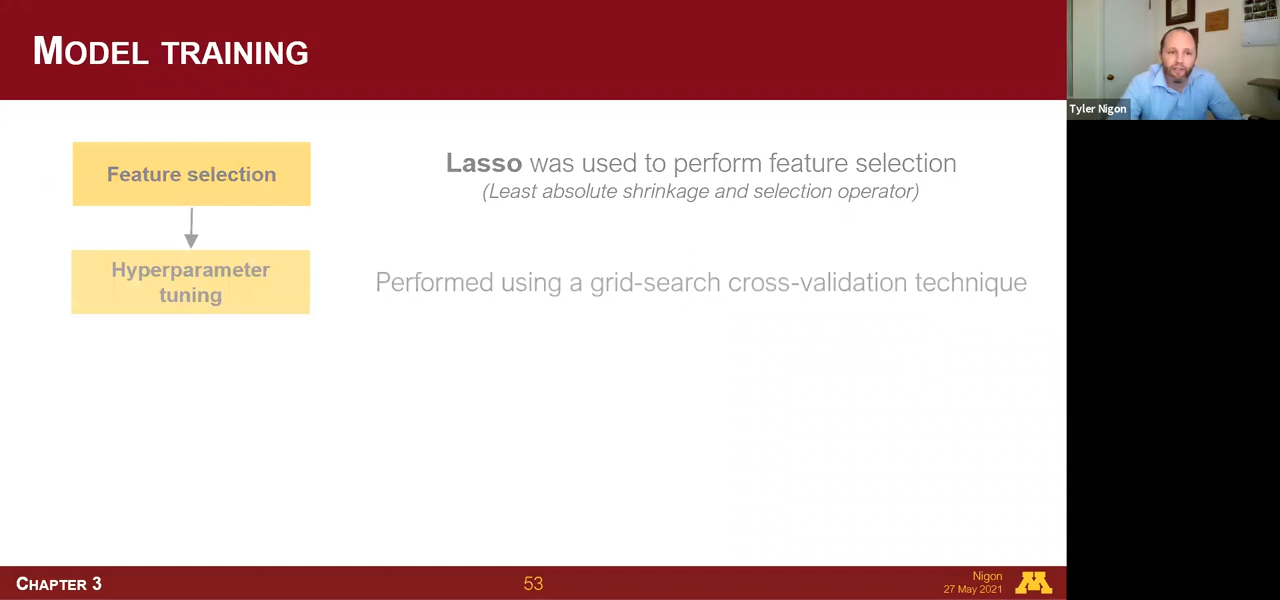 MODEL TRAINING
Tyler Nigon
Feature selection
Lasso was used to perform feature selection
(Least absolute shrinkage and selection operator)
Hyperparameter
tuning
Performed using a grid-search cross-validation technique
CHAPTER 3
53
Nigon
27 May 2021
M